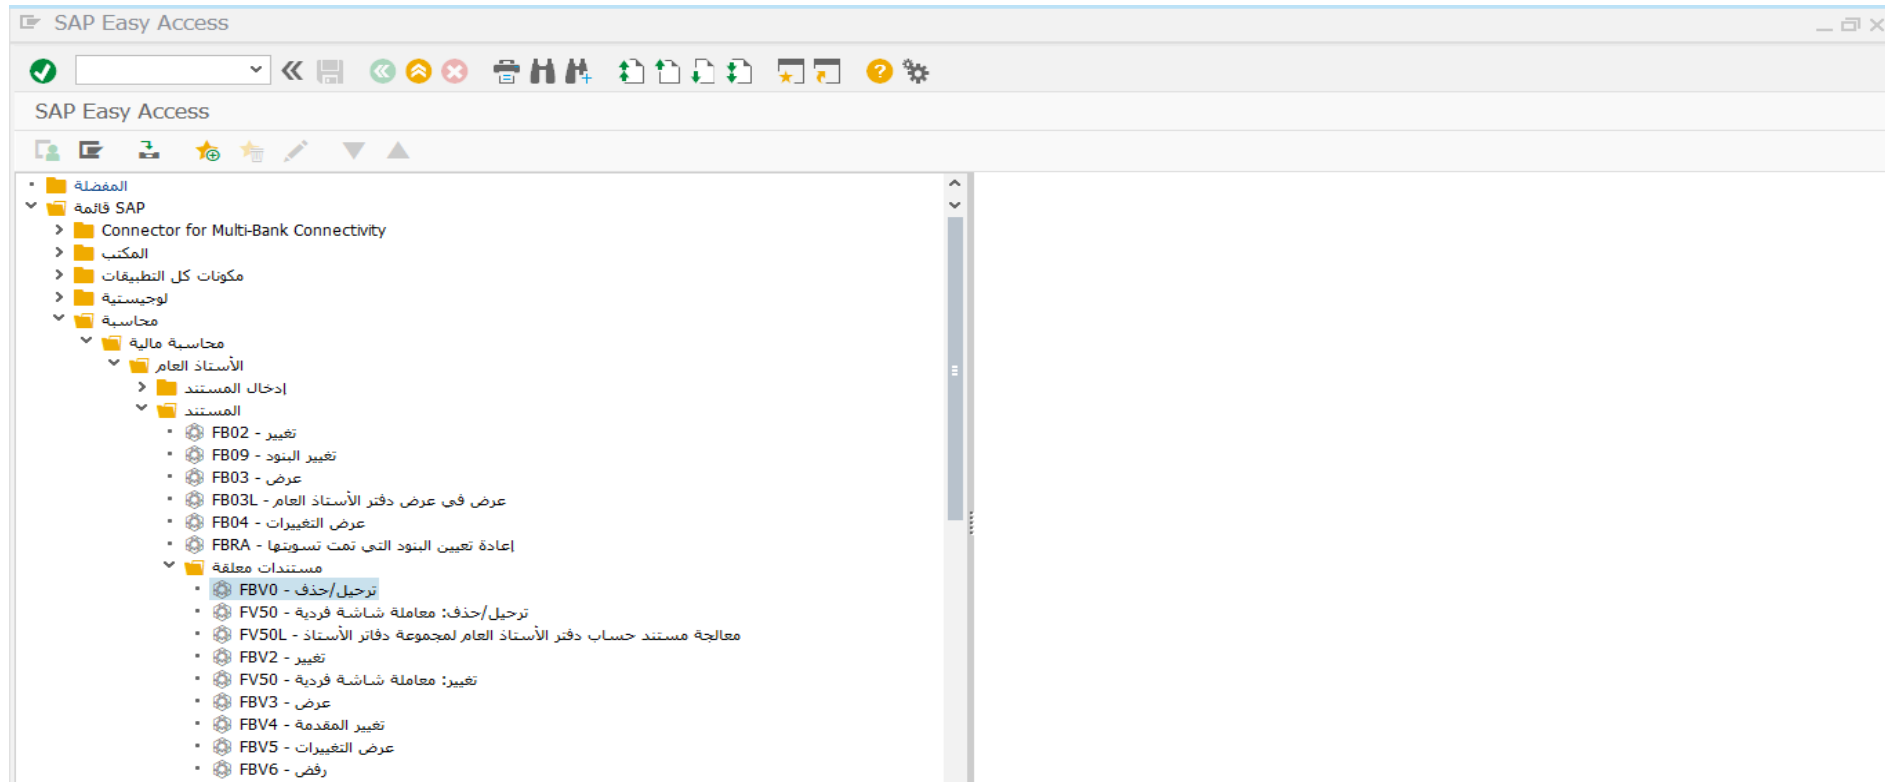 SAP Easy Access
SAP Easy Access
المفضلة
قائمة SAP
Connector for Multi-Bank Connectivity
المكتب
مكونات كل التطبيقات
لوجيستية
محاسبة
محاسبة مالية
الأستاذ العام
إدخال المستند
المستند
FB02 - تغيير
FB09 - تغيير البنود
FB03 - عرض
FB03L - عرض في عرض دفتر الأستاذ العام
FB04 - عرض التغييرات
FBRA - إعادة تعيين البنود التي تمت تسويتها
مستندات معلقة
FBV0 - ترحيل/حذف
FV50 - ترحيل/حذف: معاملة شاشة فردية
FV50L - معالجة مستند حساب دفتر الأستاذ العام لمجموعة دفاتر الأستاذ
FBV2 - تغيير
FV50 - تغيير: معاملة شاشة فردية
FBV3 - عرض
FBV4 - تغيير المقدمة
FBV5 - عرض التغييرات
FBV6 - رفض